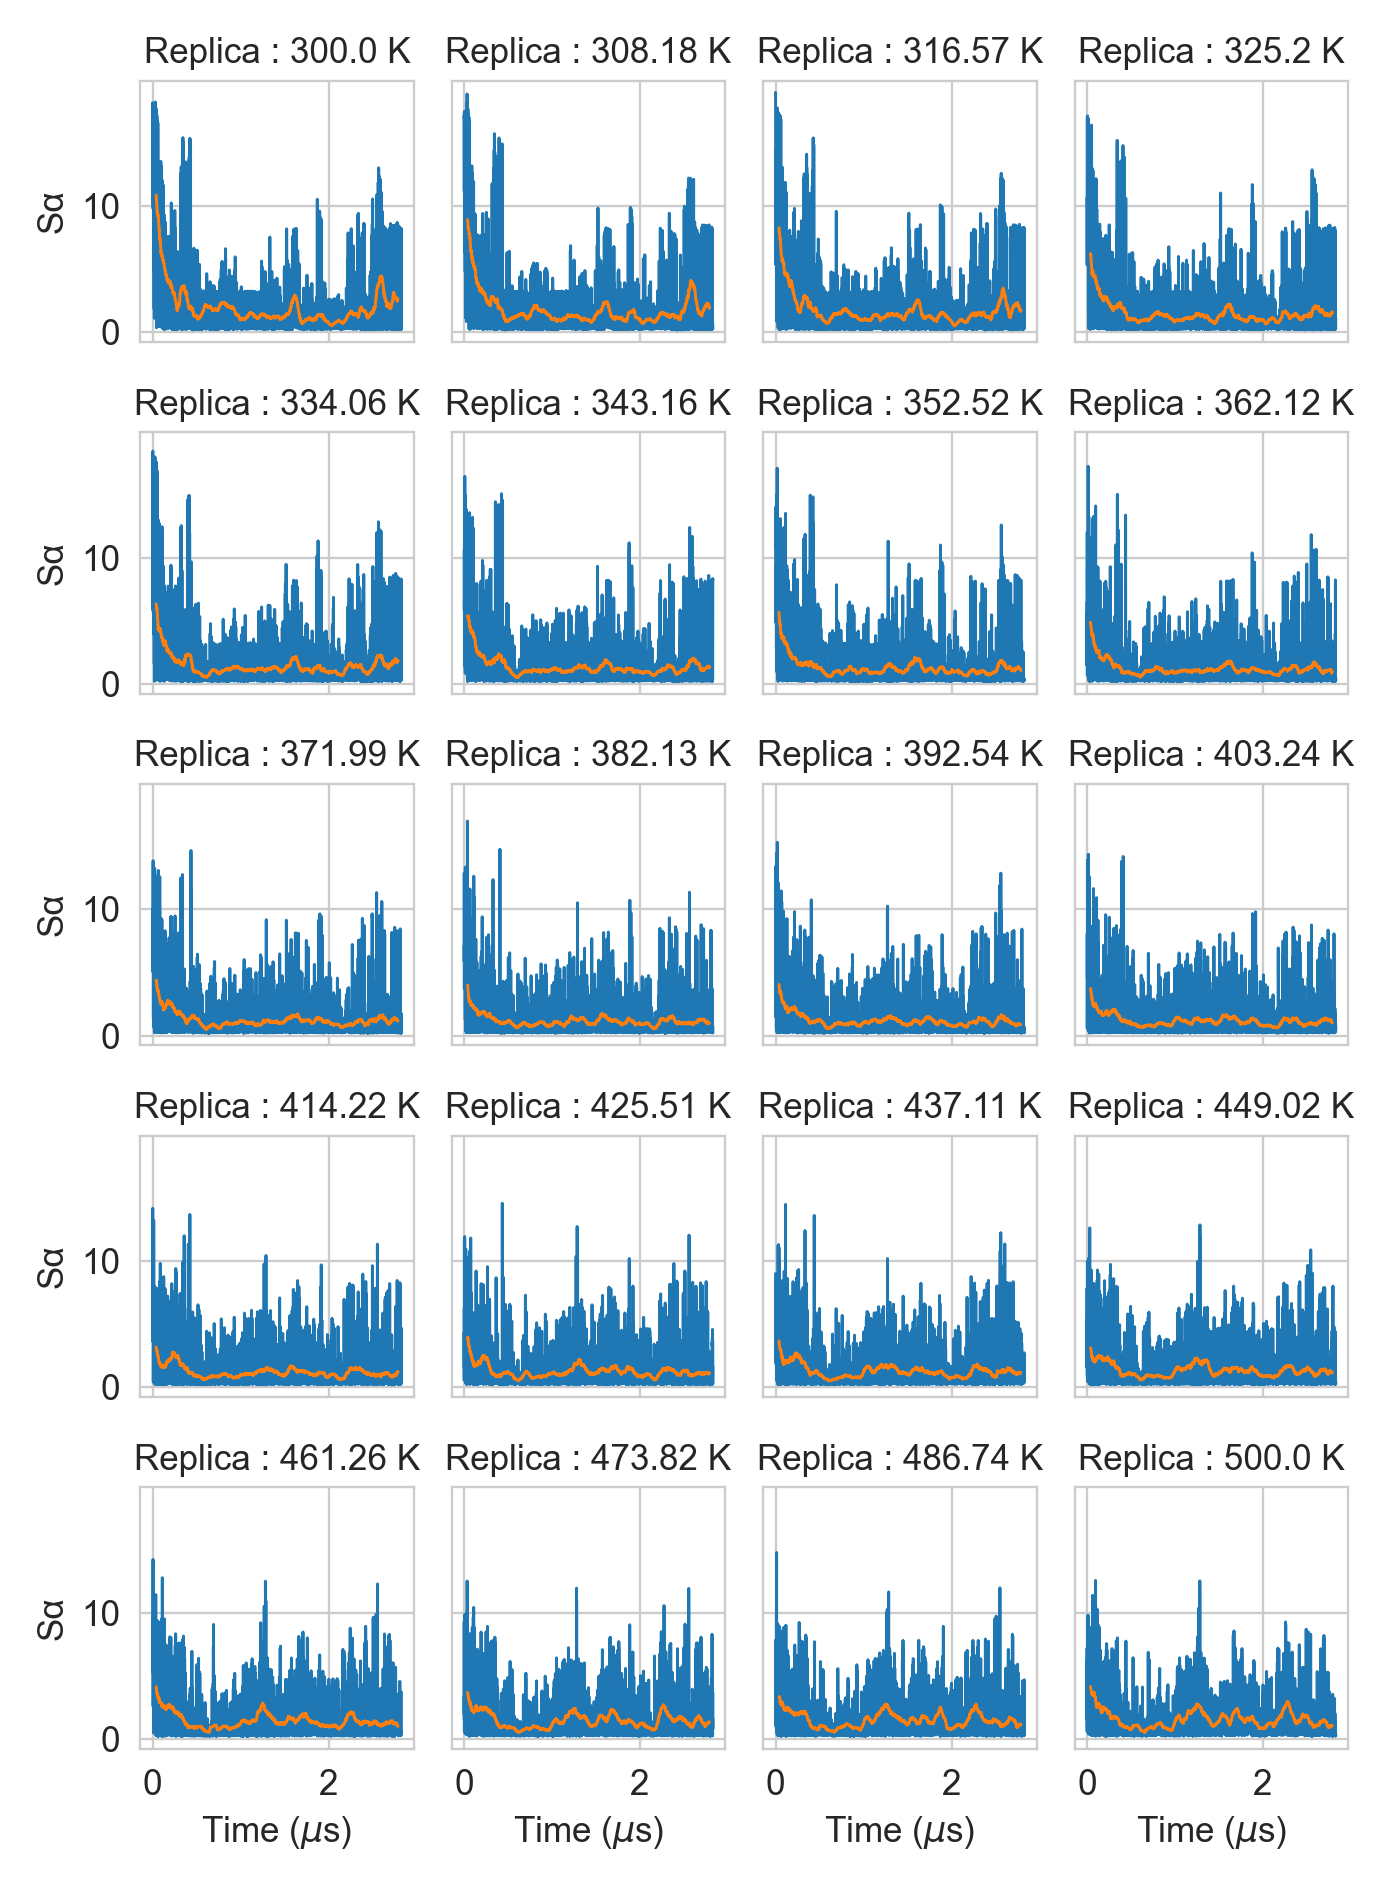 Replica : 300.0 K Replica : 308.18 K Replica : 316.57 K Replica : 325.2 K
Sα
10
0
Replica : 334.06 K Replica : 343.16 K Replica : 352.52 K Replica : 362.12 K
Sα
10
0
Replica : 371.99 K Replica : 382.13 K Replica : 392.54 K Replica : 403.24 K
Sα
10
0
Replica : 414.22 K Replica : 425.51 K Replica : 437.11 K Replica : 449.02 K
Sα
10
0
Replica : 461.26 K Replica : 473.82 K Replica : 486.74 K Replica : 500.0 K
Sα
10
0
0 2 0 2 0 2 0 2
Time (μs) Time (μs) Time (μs) Time (μs)